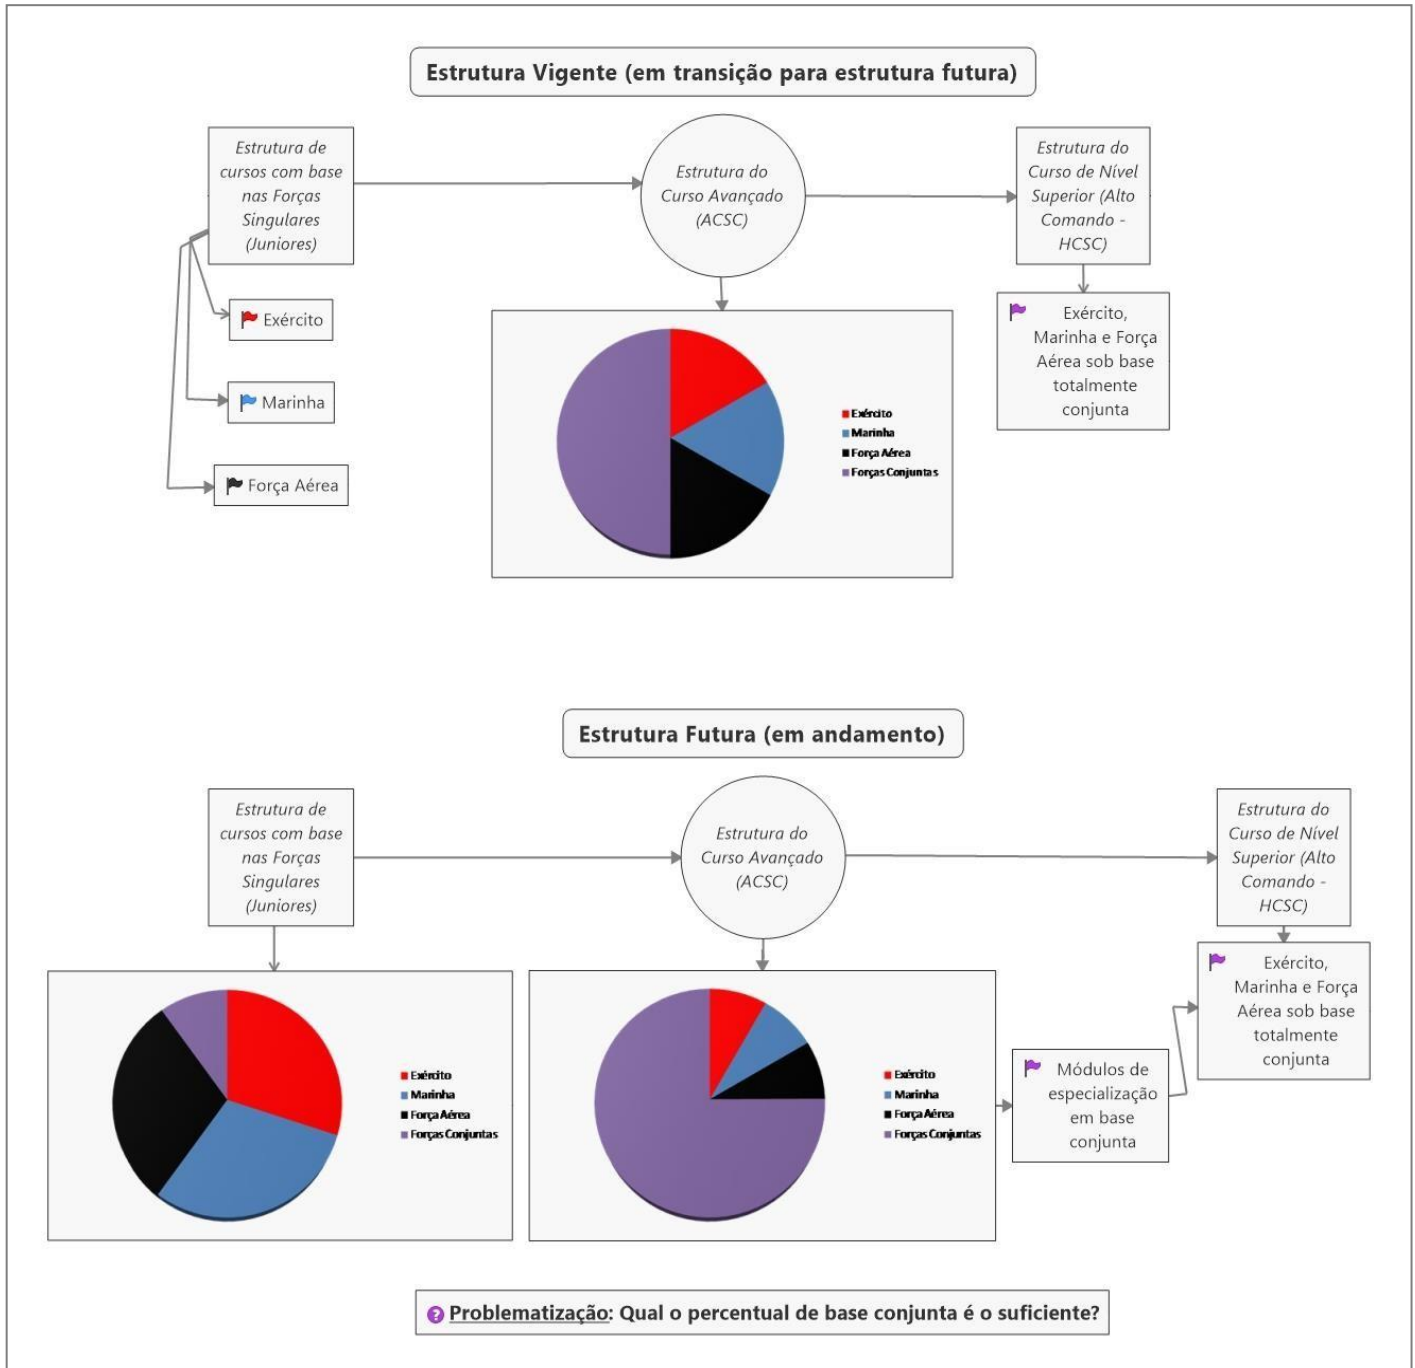 Estrutura Vigente (em transição para estrutura futura)
Estrutura de
cursos com base
nas Forças
Singulares
(Juniores)
Estrutura do
Curso Avançado
(ACSC)
Estrutura do
Curso de Nível
Superior (Alto
Comando -
HCSC)
Exército
Marinha
Força Aérea
Exército
Marinha
Força Aérea
Forças Conjuntas
Exército,
Marinha e Força
Aérea sob base
totalmente
conjunta
Estrutura Futura (em andamento)
Estrutura de
cursos com base
nas Forças
Singulares
(Juniores)
Estrutura do
Curso Avançado
(ACSC)
Estrutura do
Curso de Nível
Superior (Alto
Comando -
HCSC)
Exército
Marinha
Força Aérea
Forças Conjuntas
Exército
Marinha
Força Aérea
Forças Conjuntas
Módulos de
especialização
em base
conjunta
Exército,
Marinha e Força
Aérea sob base
totalmente
conjunta
? Problematização: Qual o percentual de base conjunta é o suficiente?